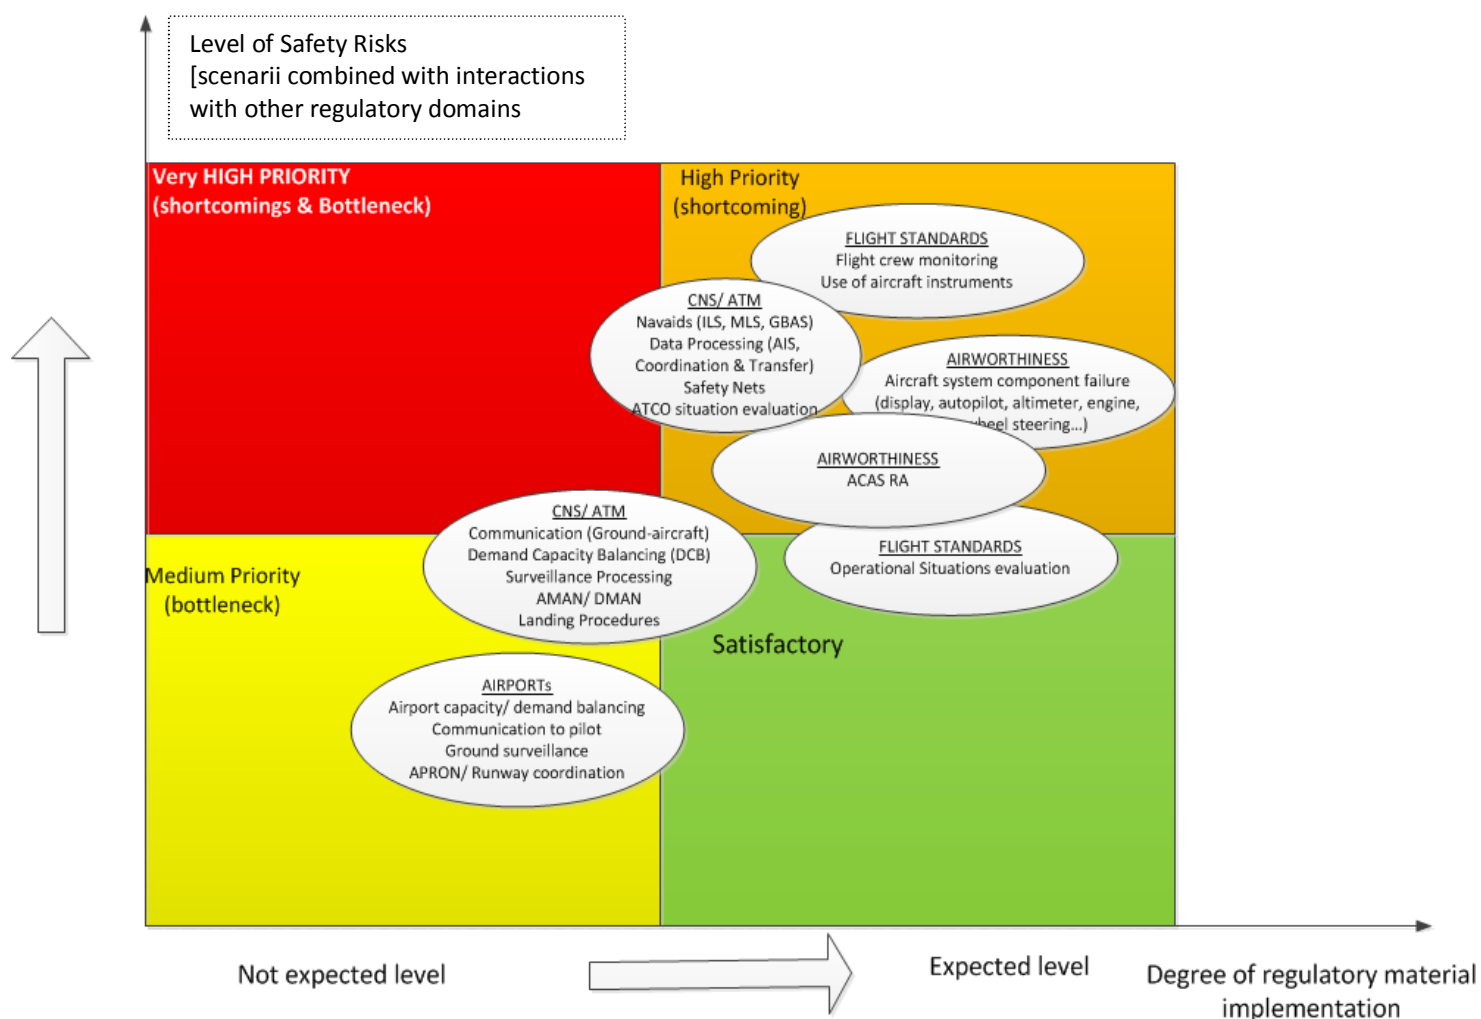 Level of Safety Risks
[scenarii combined with interactions
with other regulatory domains
Very HIGH PRIORITY
(shortcomings & Bottleneck)
High Priority
(shortcoming)
FLIGHT STANDARDS
Flight crew monitoring
Use of aircraft instruments
CNS/ ATM
Navaids (ILS, MLS, GBAS)
Data Processing (AIS,
Coordination & Transfer)
Safety Nets
ATCO situation evaluation
AIRWORTHINESS
Aircraft system component failure
(display, autopilot, altimeter, engine,
steering...)
AIRWORTHINESS
ACAS RA
CNS/ ATM
Communication (Ground-aircraft)
Demand Capacity Balancing (DCB)
Surveillance Processing
AMAN/ DMAN
Landing Procedures
FLIGHT STANDARDS
Operational Situations evaluation
Medium Priority
(bottleneck)
Satisfactory
AIRPORTs
Airport capacity/ demand balancing
Communication to pilot
Ground surveillance
APRON/ Runway coordination
Not expected level
Expected level
Degree of regulatory material
implementation